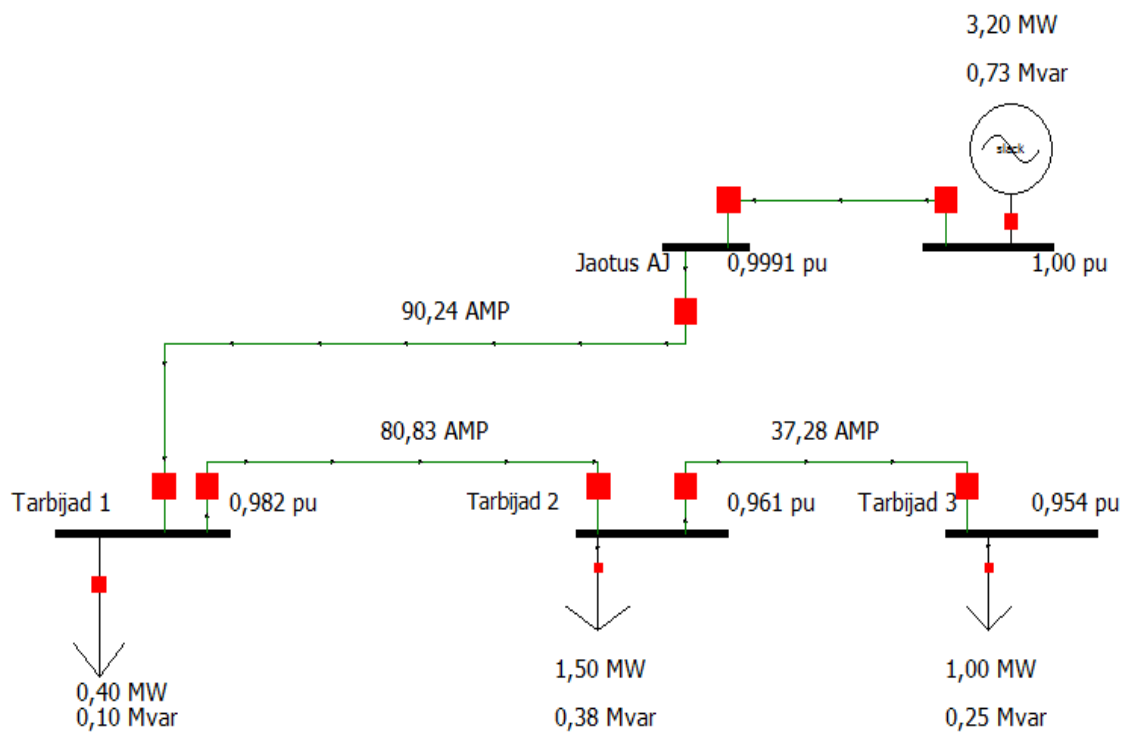 3,20 MW
0,73 Mvar
slack
Jaotus AJ
0,9991 pu
1,00 pu
90,24 AMP
80,83 AMP
37,28 AMP
Tarbijad 1
0,982 pu
Tarbijad 2
0,961 pu
Tarbijad 3
0,954 pu
0,40 MW
0,10 Mvar
1,50 MW
0,38 Mvar
1,00 MW
0,25 Mvar